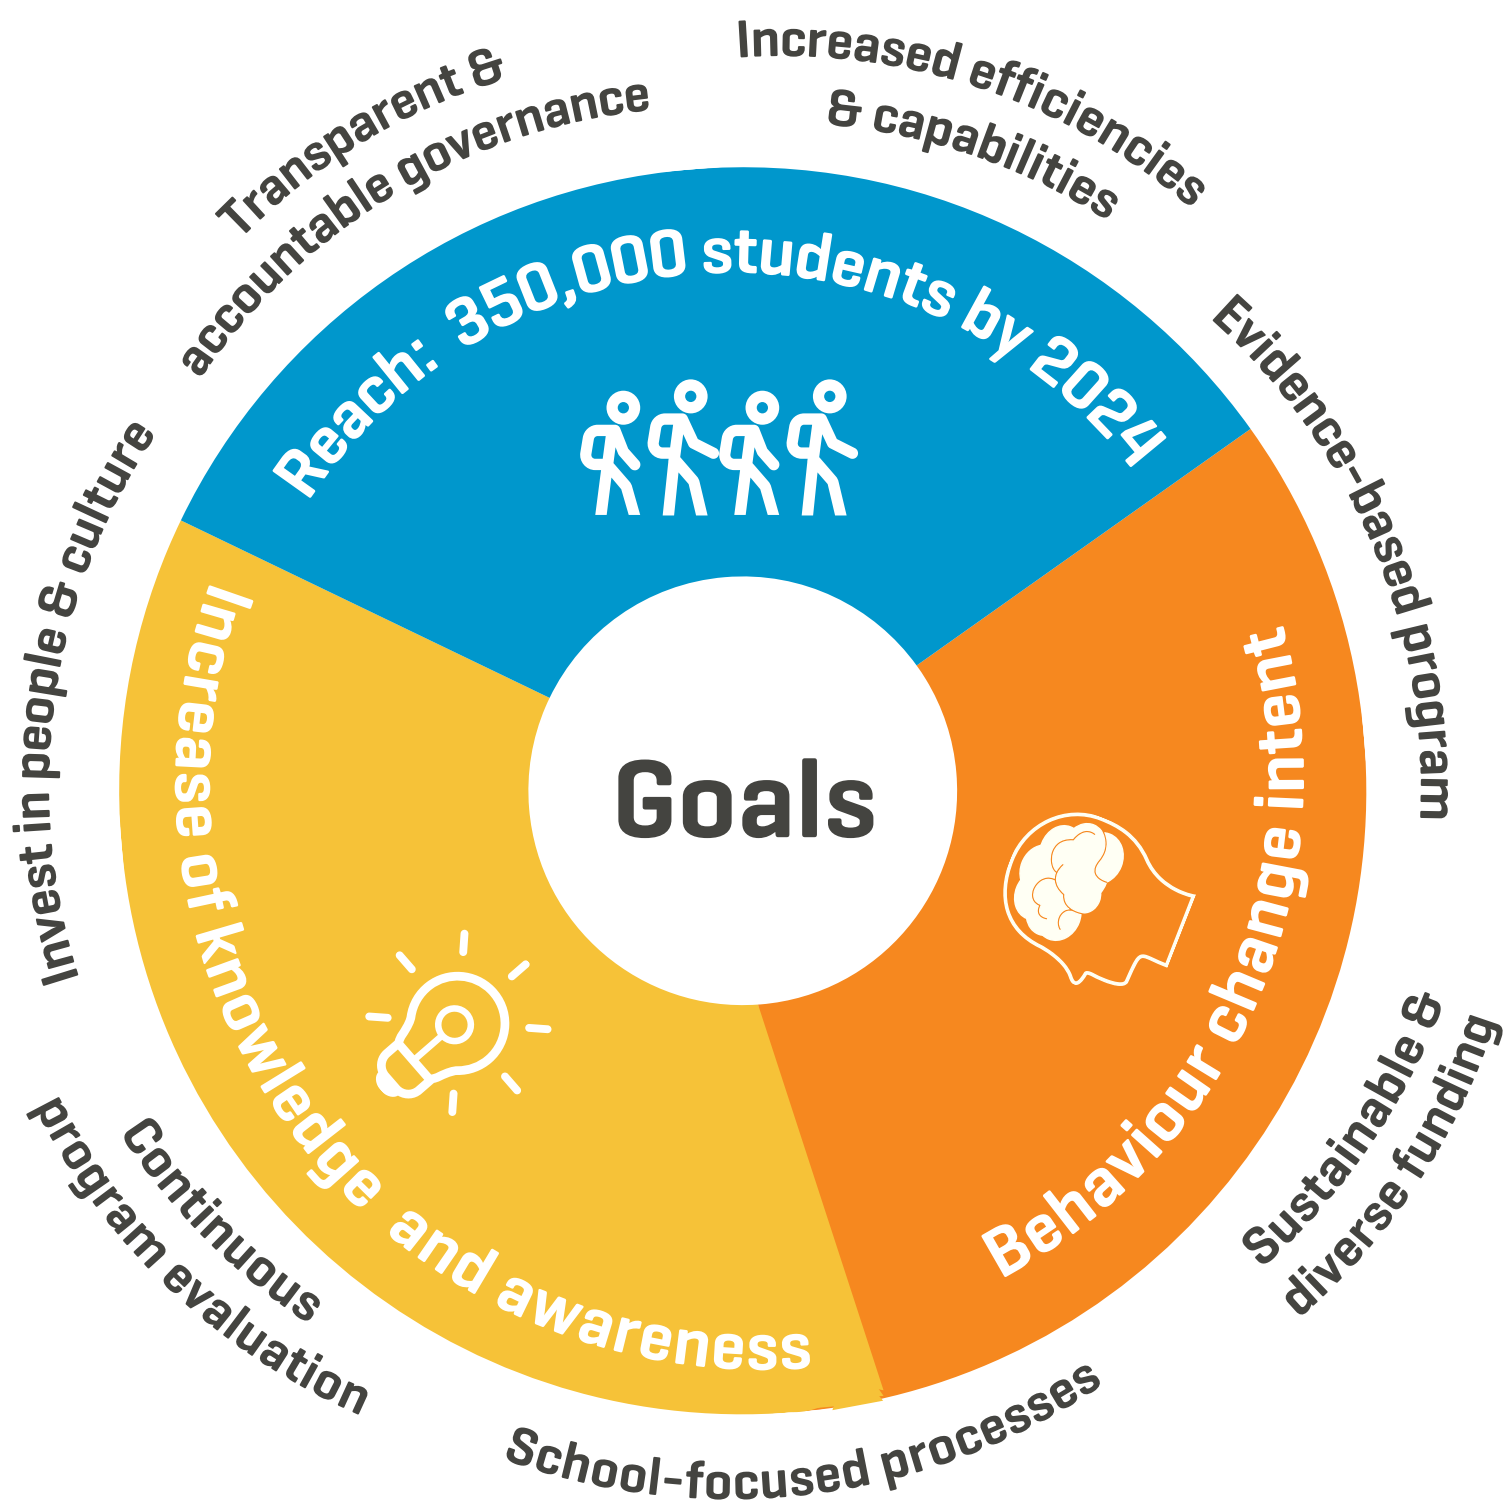 Transparent &
accountable governance
Increased efficiencies
& capabilities
Evidence-based program
Sustainable &
diverse funding
School-focused processes
Continuous
program evaluation
Invest in people & culture
Reach: 350,000 students by 2024
Behaviour change intent
Increase of knowledge and awareness
Goals